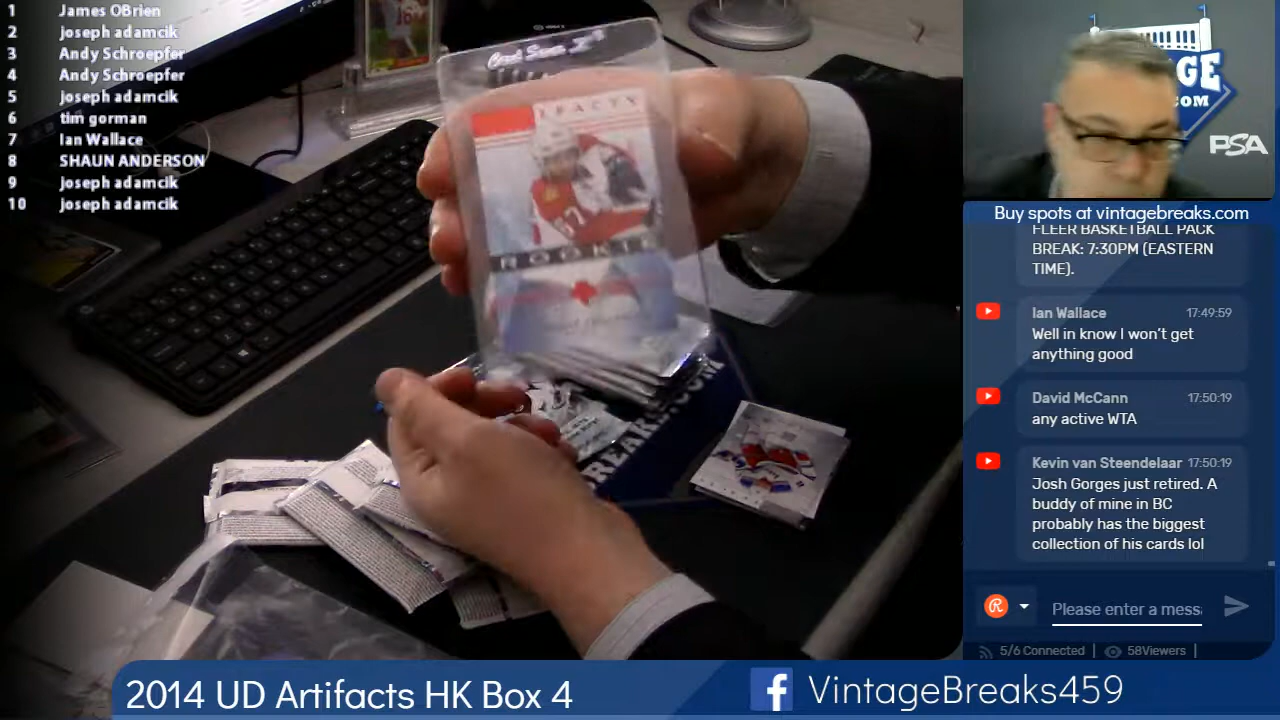 1 James OBrien
2 joseph adamcik
3 Andy Schroepfer
4 Andy Schroepfer
5 joseph adamcik
6 tim gorman
7 Ian Wallace
8 SHAUN ANDERSON
9 joseph adamcik
10 joseph adamcik
ROOKIE
BREAKS.COM
PSA
Buy spots at vintagebreaks.com
FLEER BASKETBALL PACK
BREAK: 7:30PM (EASTERN
TIME).
Ian Wallace 17:49:59
Well in know I won't get
anything good
David McCann 17:50:19
any active WTA
Kevin van Steendelaar 17:50:19
Josh Gorges just retired. A
buddy of mine in BC
probably has the biggest
collection of his cards lol
Please enter a messa
5/6 Connected | 58Viewers |
2014 UD Artifacts HK Box 4
VintageBreaks459